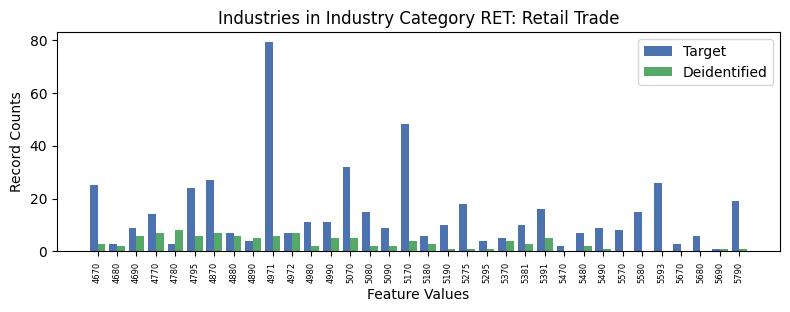 Industries in Industry Category RET: Retail Trade
Target
Deidentified
Record Counts
80
60
40
20
0
4670 4680 4690 4770 4780 4795 4870 4880 4890 4971 4972 4980 4990 5070 5080 5090 5170 5180 5190 5275 5295 5370 5381 5391 5470 5480 5490 5570 5580 5593 5670 5680 5690 5790
Feature Values